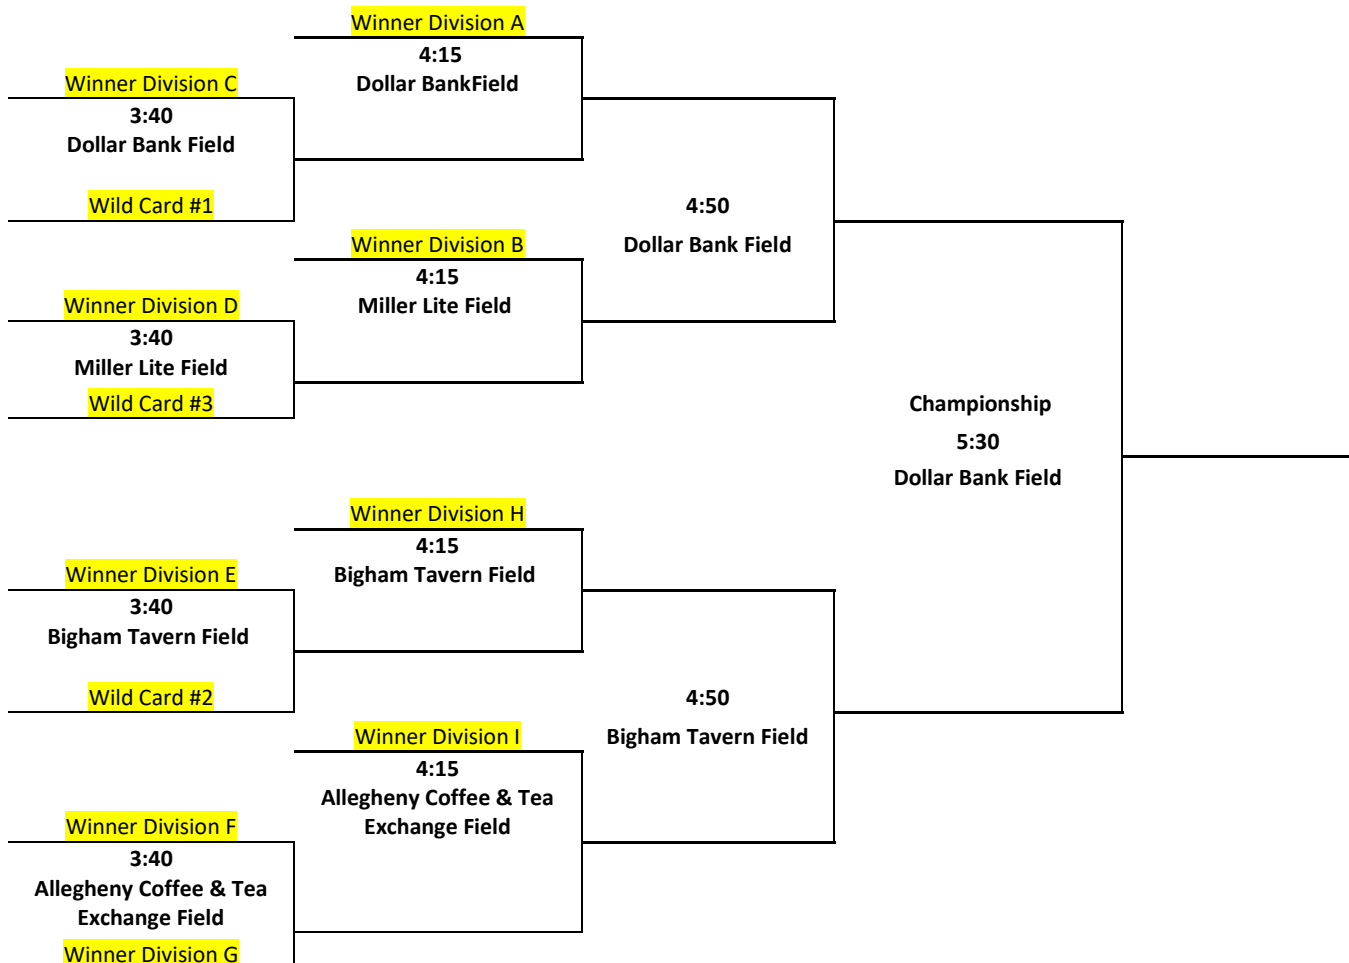 Winner Division A
4:15
Dollar BankField
Winner Division C
3:40
Dollar Bank Field
Wild Card #1
4:50
Dollar Bank Field
Winner Division B
4:15
Miller Lite Field
Winner Division D
3:40
Miller Lite Field
Wild Card #3
Championship
5:30
Dollar Bank Field
Winner Division H
4:15
Bigham Tavern Field
Winner Division E
3:40
Bigham Tavern Field
Wild Card #2
4:50
Bigham Tavern Field
Winner Division I
4:15
Allegheny Coffee & Tea
Exchange Field
Winner Division F
3:40
Allegheny Coffee & Tea
Exchange Field
Winner Division G